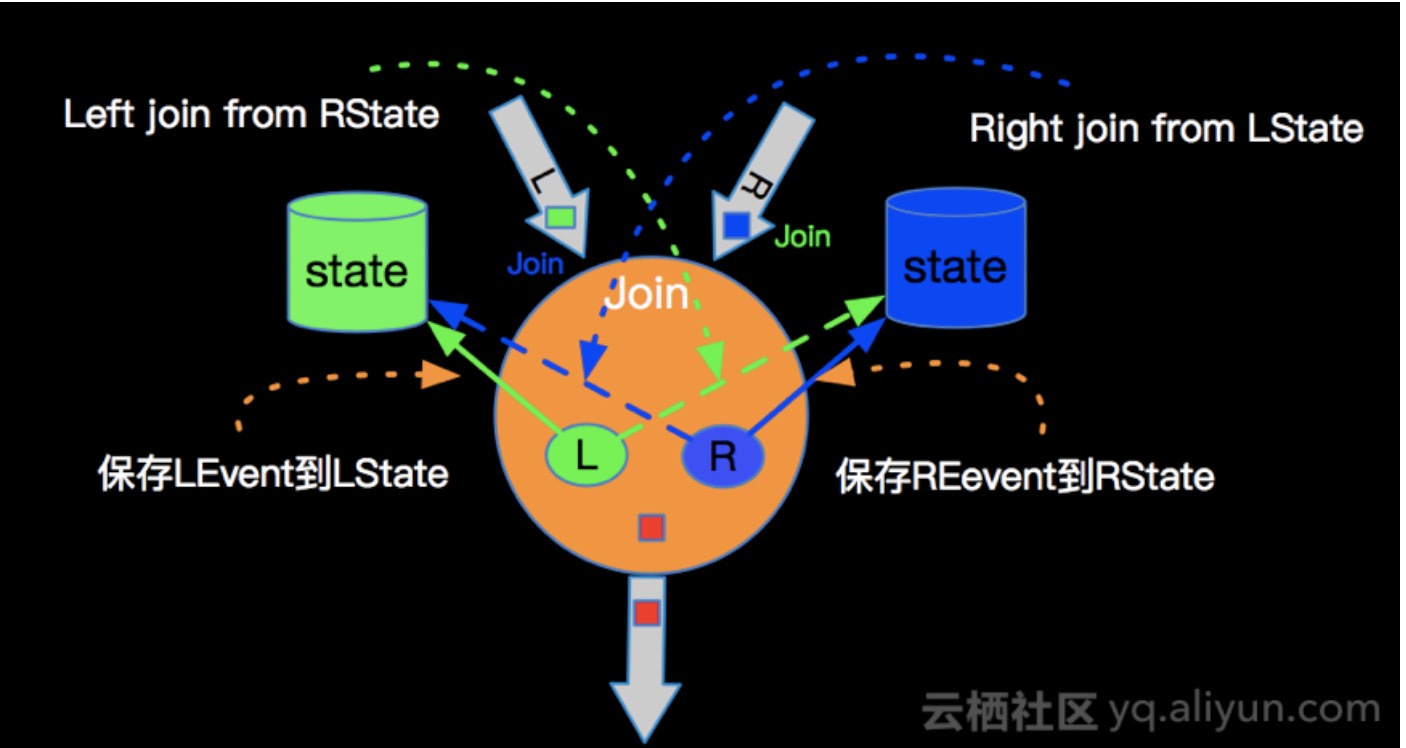 Left join from RState
Right join from LState
L
R
Join
Join
state
Join
state
L
R
保存LEvent到LState
保存REevent到RState
云栖社区 yq.aliyun.com